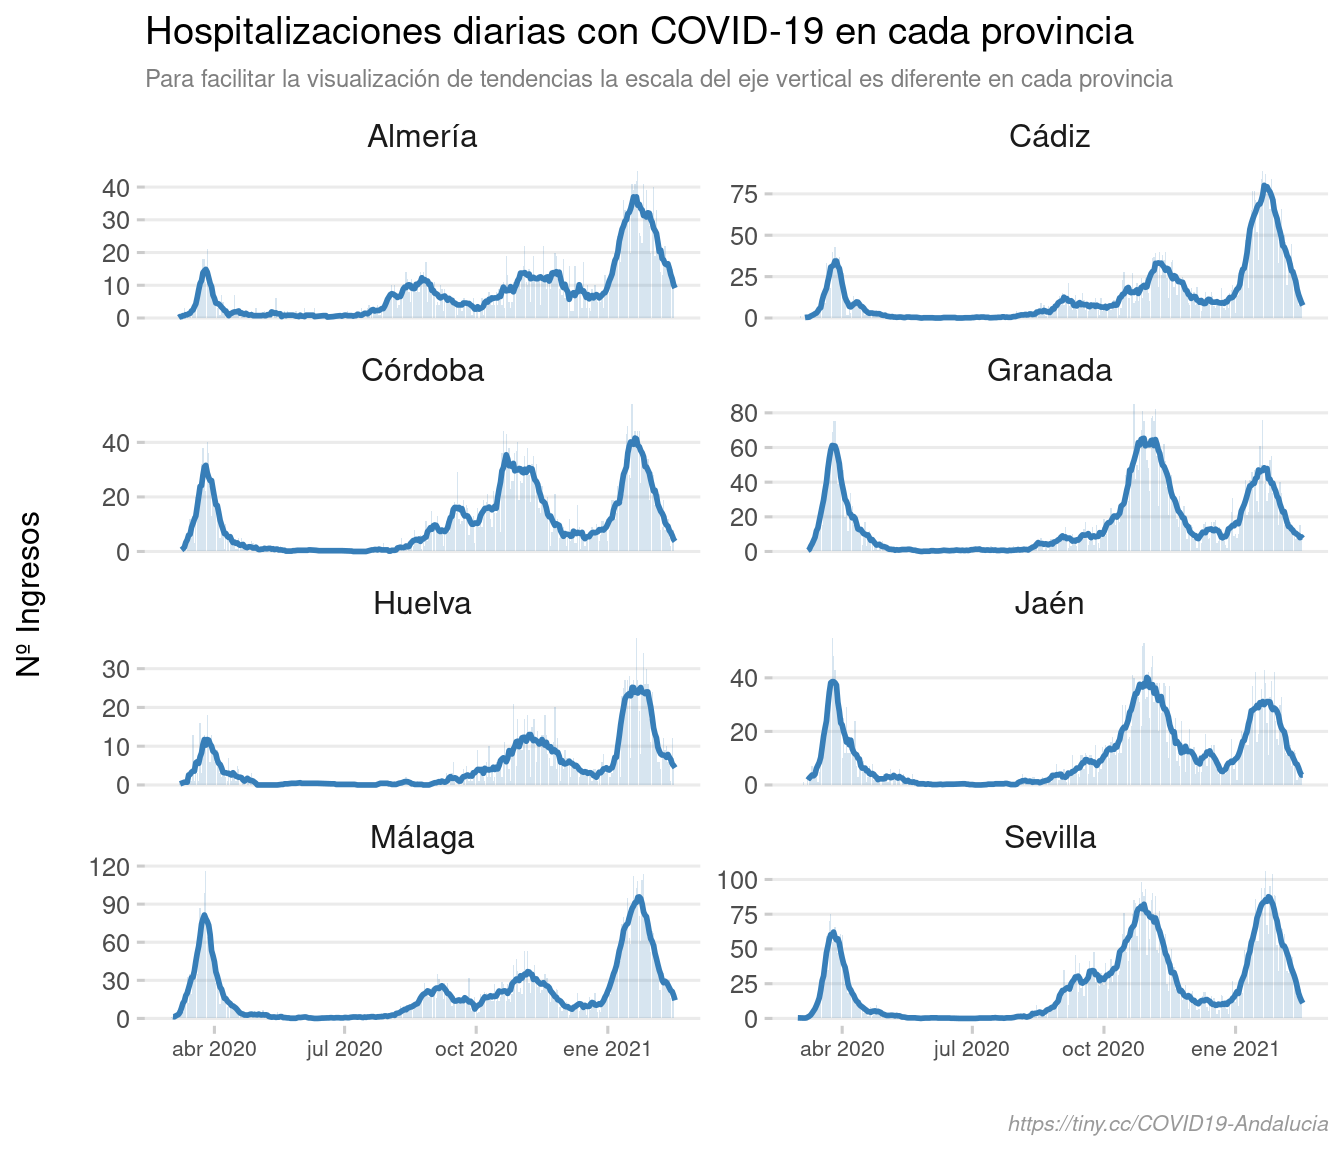 Hospitalizaciones diarias con COVID-19 en cada provincia
Para facilitar la visualización de tendencias la escala del eje vertical es diferente en cada provincia
Nº Ingresos
Almería
40
30
20
10
0
Cádiz
75
50
25
0
Córdoba
40
20
0
Granada
80
60
40
20
0
Huelva
30
20
10
0
Jaén
40
20
0
Málaga
120
90
60
30
0
abr 2020 jul 2020 oct 2020 ene 2021
Sevilla
100
75
50
25
0
abr 2020 jul 2020 oct 2020 ene 2021
https://tiny.cc/COVID19-Andalucia